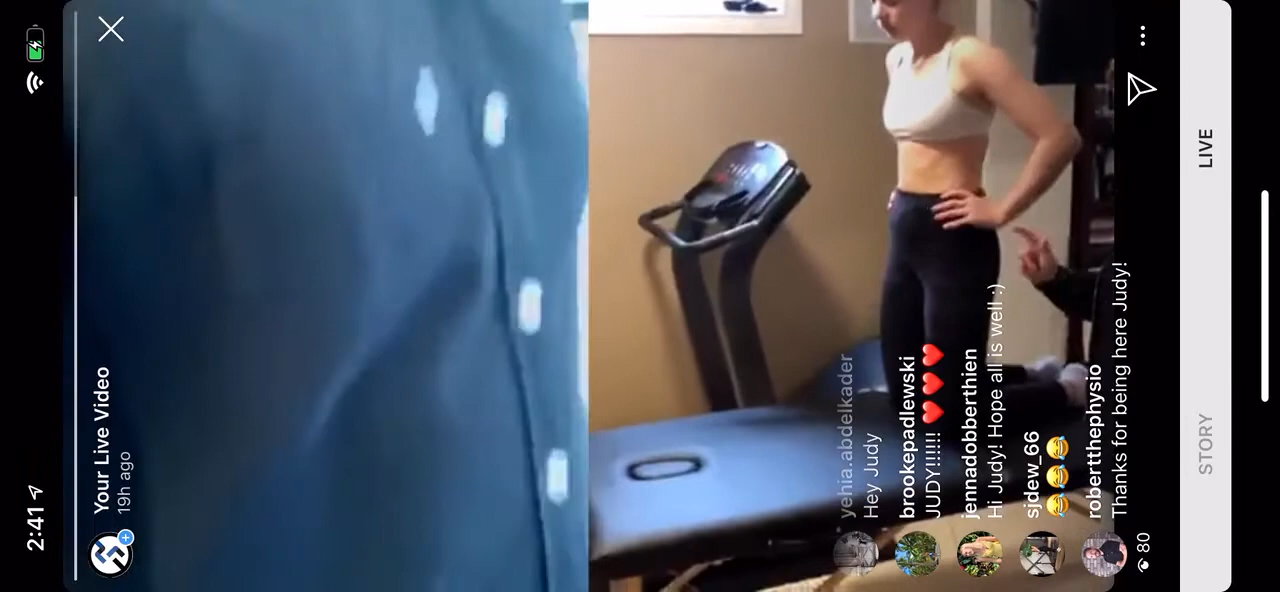 2:41
Your Live Video
19h ago
yehia.abdelkader
Hey Judy
brookepadlewski
JUDY!!!!!! ❤️ ❤️ ❤️ ❤️
jennadobberthien
Hi Judy! Hope all is well :)
sjdew_66
😂😂😂
robertthephysio
Thanks for being here Judy!
80
STORY
LIVE